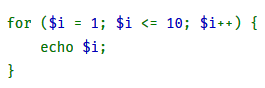 for ($i = 1; $i <= 10; $i++) {
    echo $i;
}